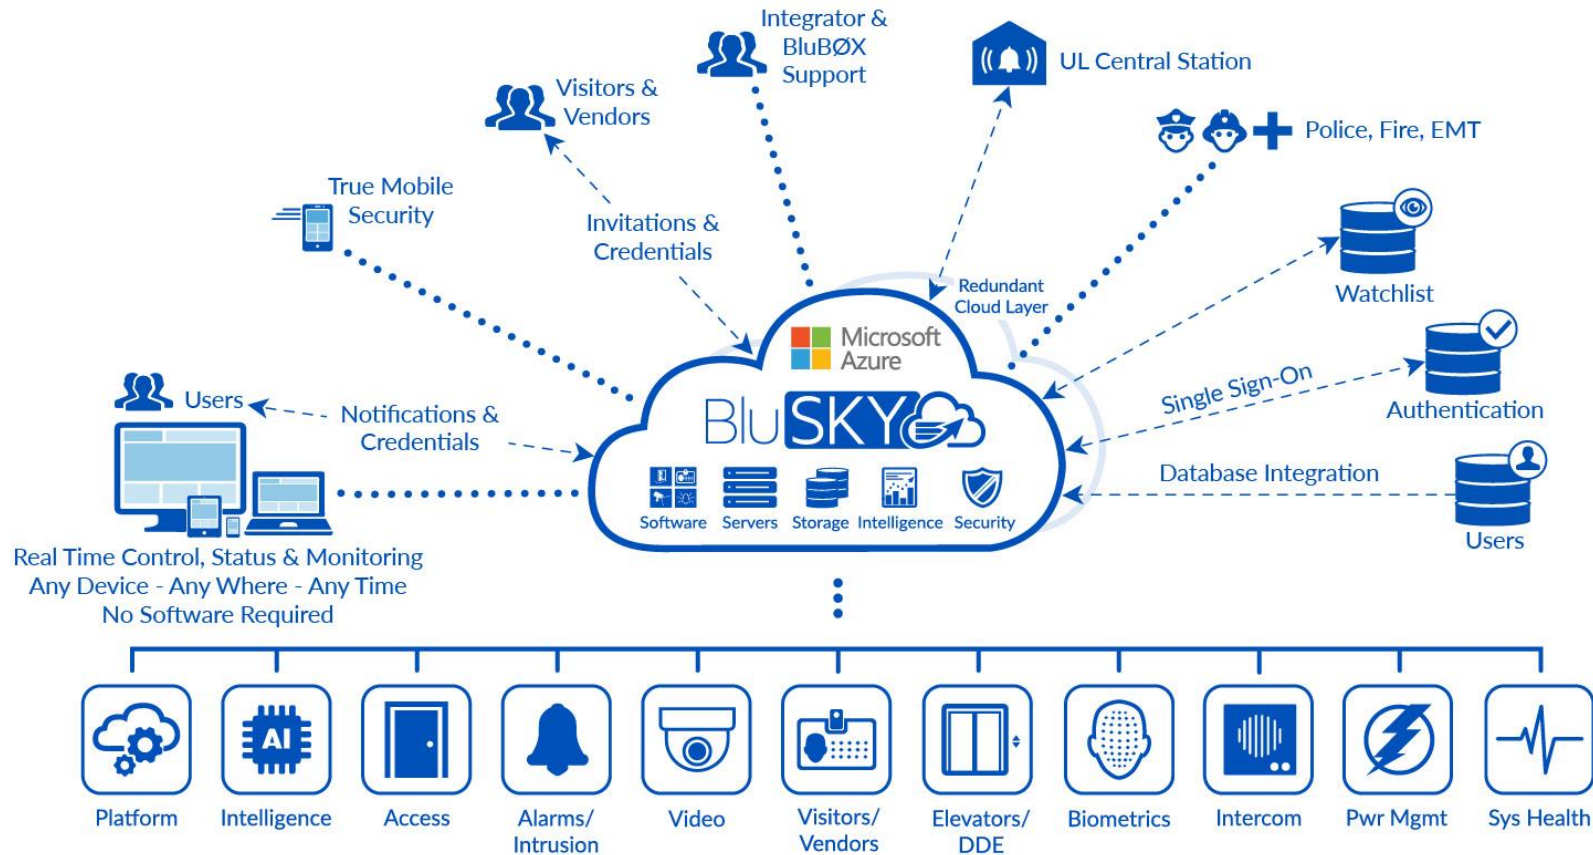 Integrator &
BluBØX
Support
UL Central Station
Visitors &
Vendors
Police, Fire, EMT
True Mobile
Security
Invitations &
Credentials
Watchlist
Redundant
Cloud Layer
Microsoft
Azure
Single Sign-On
Authentication
Users
Notifications &
Credentials
BluSKY
Database Integration
Software
Servers
Storage
Intelligence
Security
Users
Real Time Control, Status & Monitoring
Any Device - Any Where - Any Time
No Software Required
AI
Platform
Intelligence
Access
Alarms/
Intrusion
Video
Visitors/
Vendors
Elevators/
DDE
Biometrics
Intercom
Pwr Mgmt
Sys Health